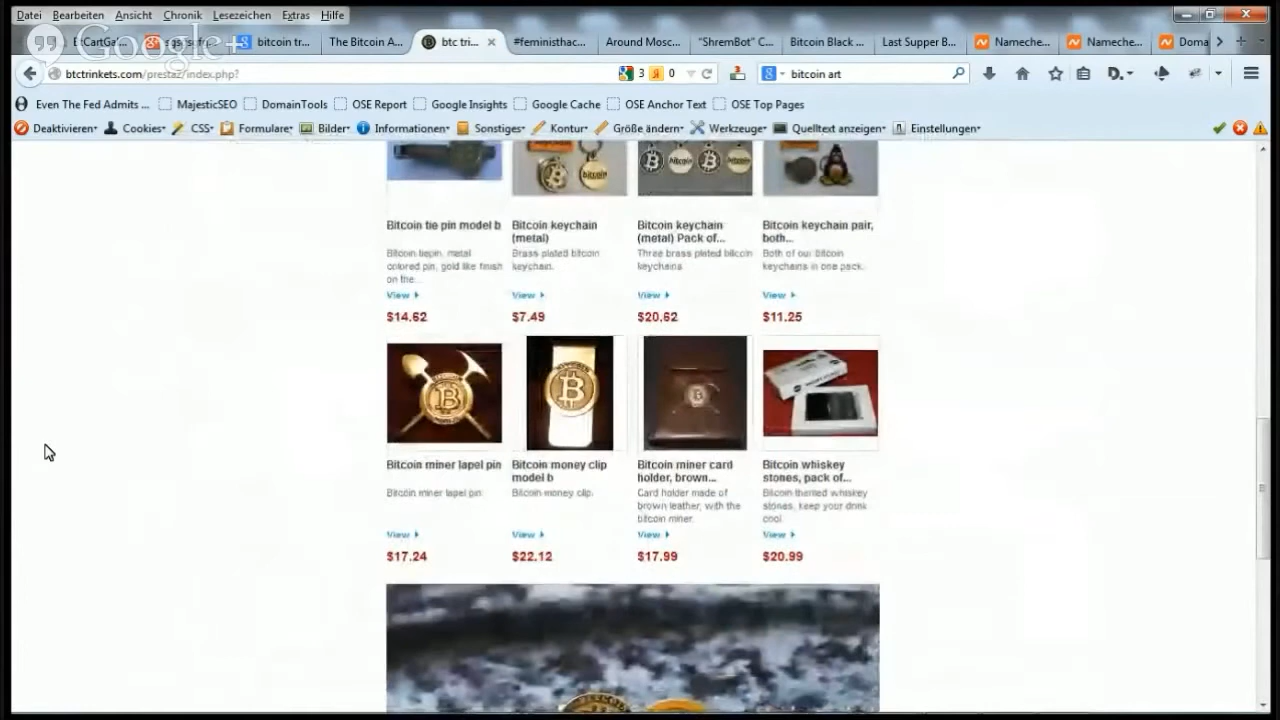 Datei Bearbeiten Ansicht Chronik Lesezeichen Extras Hilfe
Google+
bitcoin tr... The Bitcoin A... btc tri... #feministhac... Around Mosc... "ShremBot" C... Bitcoin Black ... Last Supper B... Nameche... Nameche... Doma
btctrinkets.com/presta2/index.php? 3 0 bitcoin art
Even The Fed Admits ... MajesticSEO DomainTools OSE Report Google Insights Google Cache OSE Anchor Text OSE Top Pages
Deaktivieren Cookies CSS Formulare Bilder Informationen Sonstiges Kontur Größe ändern Werkzeuge Quelltext anzeigen Einstellungen
bitcoin
bitcoin
Bitcoin tie pin model b
Bitcoin tiepin, metal
colored pin, gold like finish
on the...
View
$14.62
Bitcoin keychain
(metal)
Brass plated bitcoin
keychain.
View
$7.49
Bitcoin keychain
(metal) Pack of...
Three brass plated bitcoin
keychains
View
$20.62
Bitcoin keychain pair,
both...
Both of our bitcoin
keychains in one pack.
View
$11.25
Bitcoin miner lapel pin
Bitcoin miner lapel pin
View
$17.24
Bitcoin money clip
model b
Bitcoin money clip.
View
$22.12
Bitcoin miner card
holder, brown...
Card holder made of
brown leather, with the
bitcoin miner.
View
$17.99
Bitcoin whiskey
stones, pack of...
Bitcoin themed whiskey
stones, keep your drink
cool.
View
$20.99